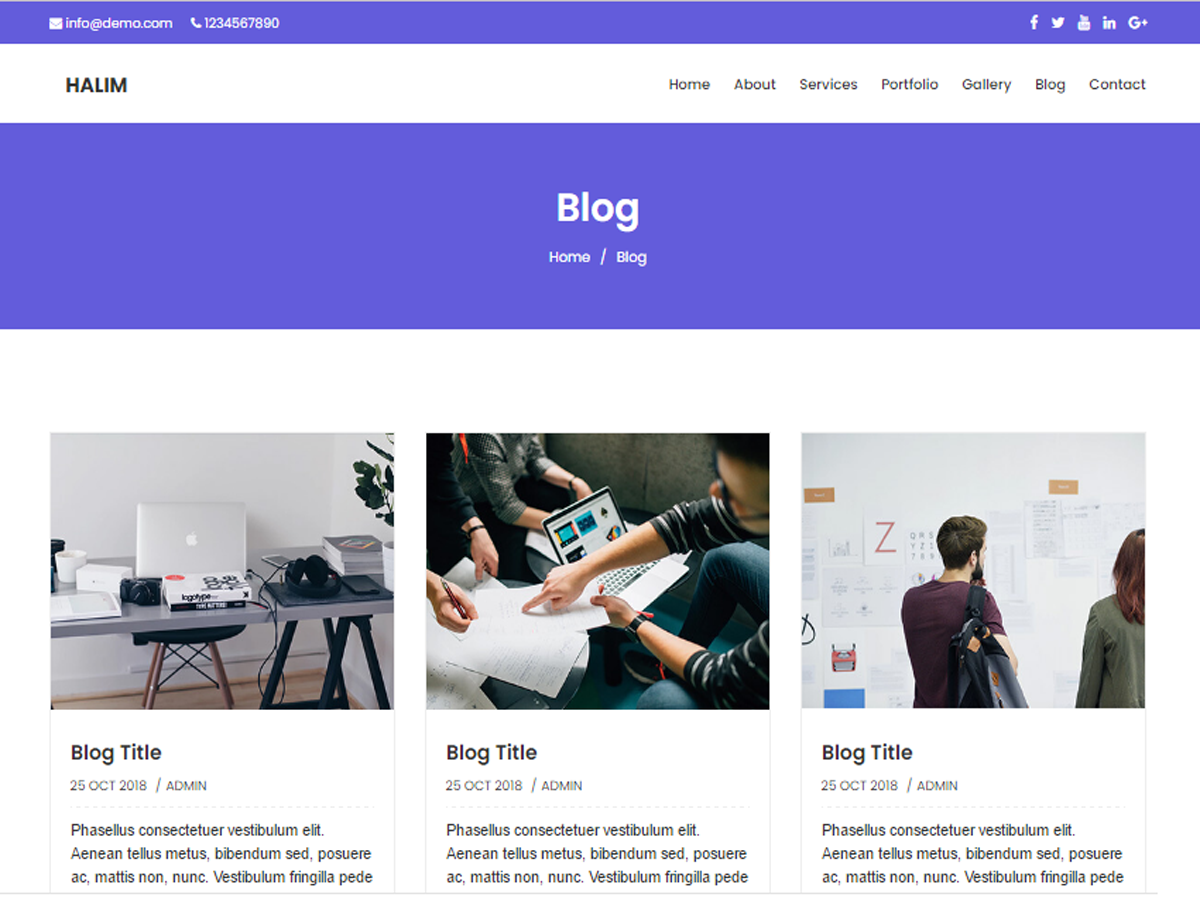 info@demo.com 1234567890
HALIM Home About Services Portfolio Gallery Blog Contact
Blog
Home / Blog
logotype
TYPE MATTERS!
Z
Blog Title
25 OCT 2018 / ADMIN
Phasellus consectetuer vestibulum elit.
Aenean tellus metus, bibendum sed, posuere
ac, mattis non, nunc. Vestibulum fringilla pede
Blog Title
25 OCT 2018 / ADMIN
Phasellus consectetuer vestibulum elit.
Aenean tellus metus, bibendum sed, posuere
ac, mattis non, nunc. Vestibulum fringilla pede
Blog Title
25 OCT 2018 / ADMIN
Phasellus consectetuer vestibulum elit.
Aenean tellus metus, bibendum sed, posuere
ac, mattis non, nunc. Vestibulum fringilla pede